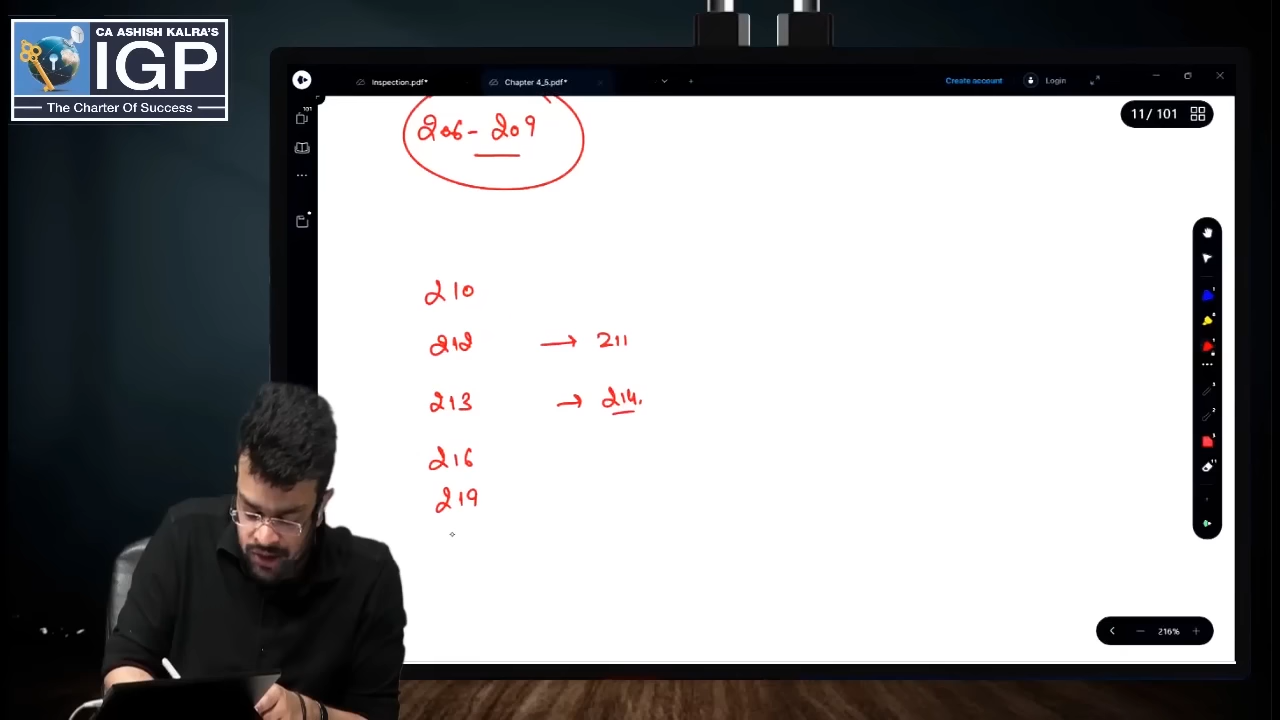 CA ASHISH KALRA'S
IGP
The Charter Of Success
Inspection.pdf*
Chapter 4_5.pdf*
Create account
Login
101
11 / 101
206 - 209
210
212 → 211
213 → 214.
216
219
216%